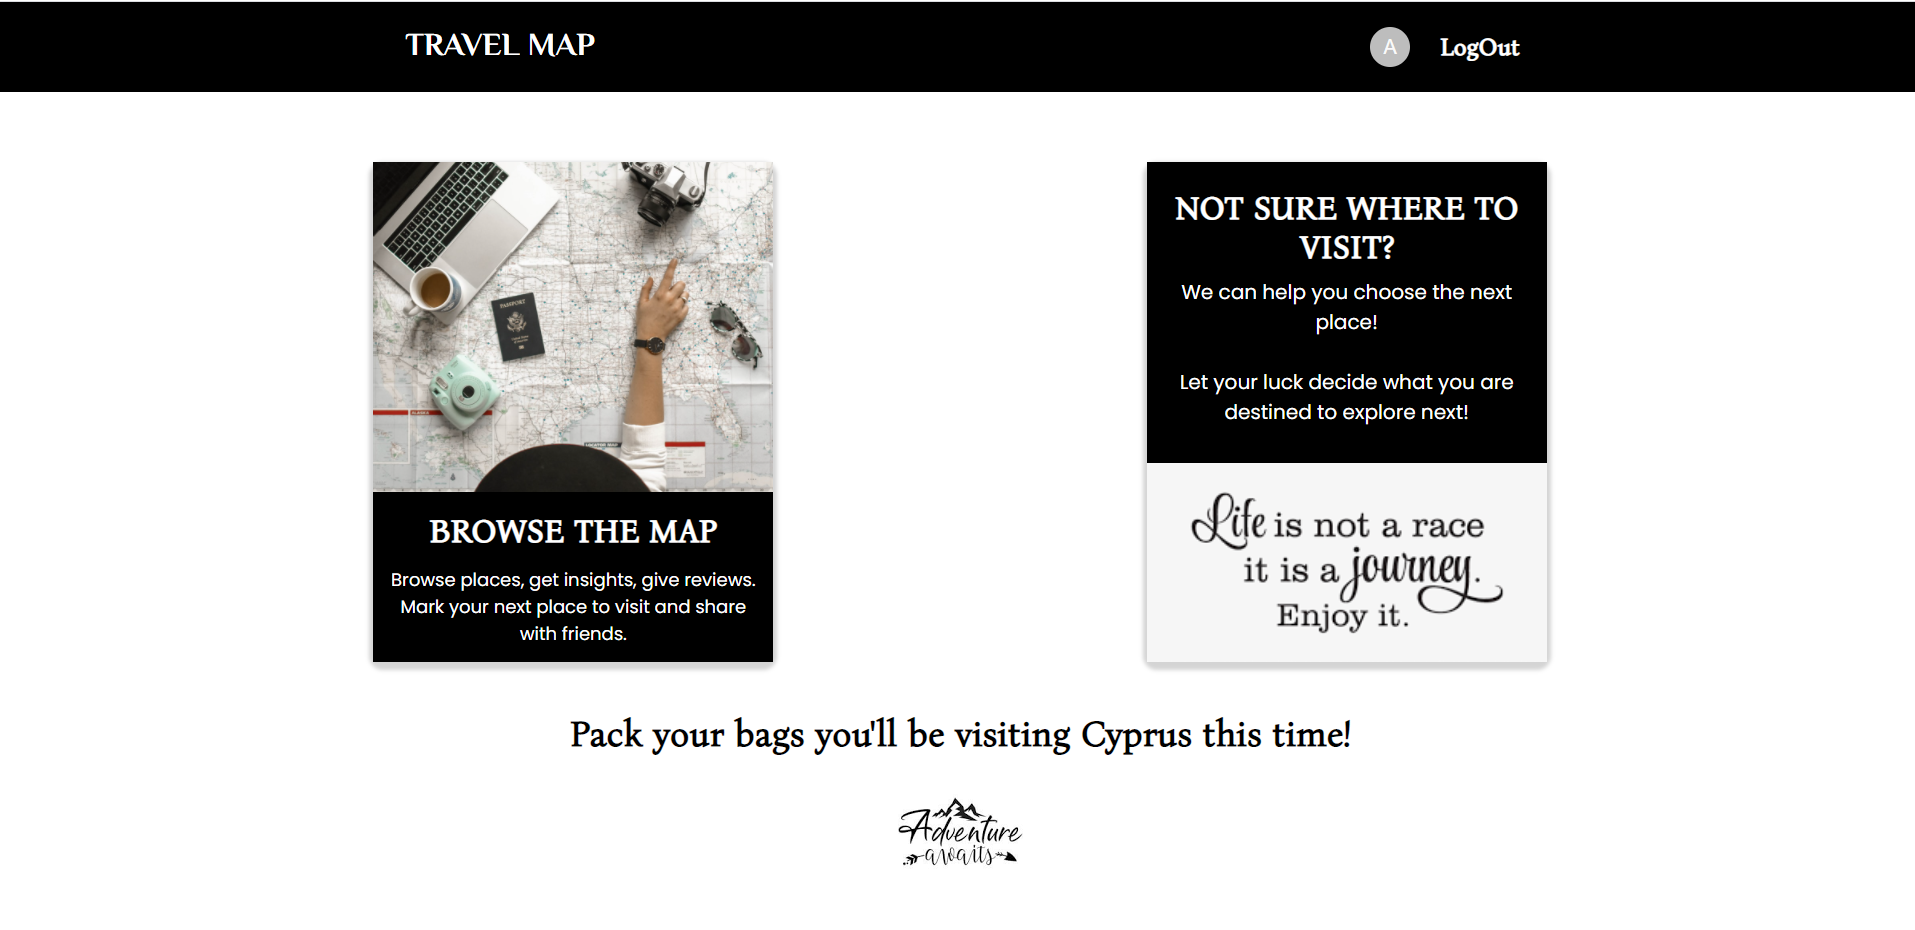 TRAVEL MAP
A
LogOut
PASSPORT
BROWSE THE MAP
Browse places, get insights, give reviews.
Mark your next place to visit and share
with friends.
NOT SURE WHERE TO
VISIT?
We can help you choose the next
place!
Let your luck decide what you are
destined to explore next!
Life is not a race
it is a journey.
Enjoy it.
Pack your bags you'll be visiting Cyprus this time!
Adventure
awaits